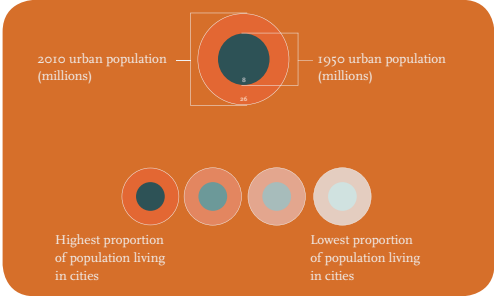 2010 urban population
(millions)
1950 urban population
(millions)
8
26
Highest proportion
of population living
in cities
Lowest proportion
of population living
in cities